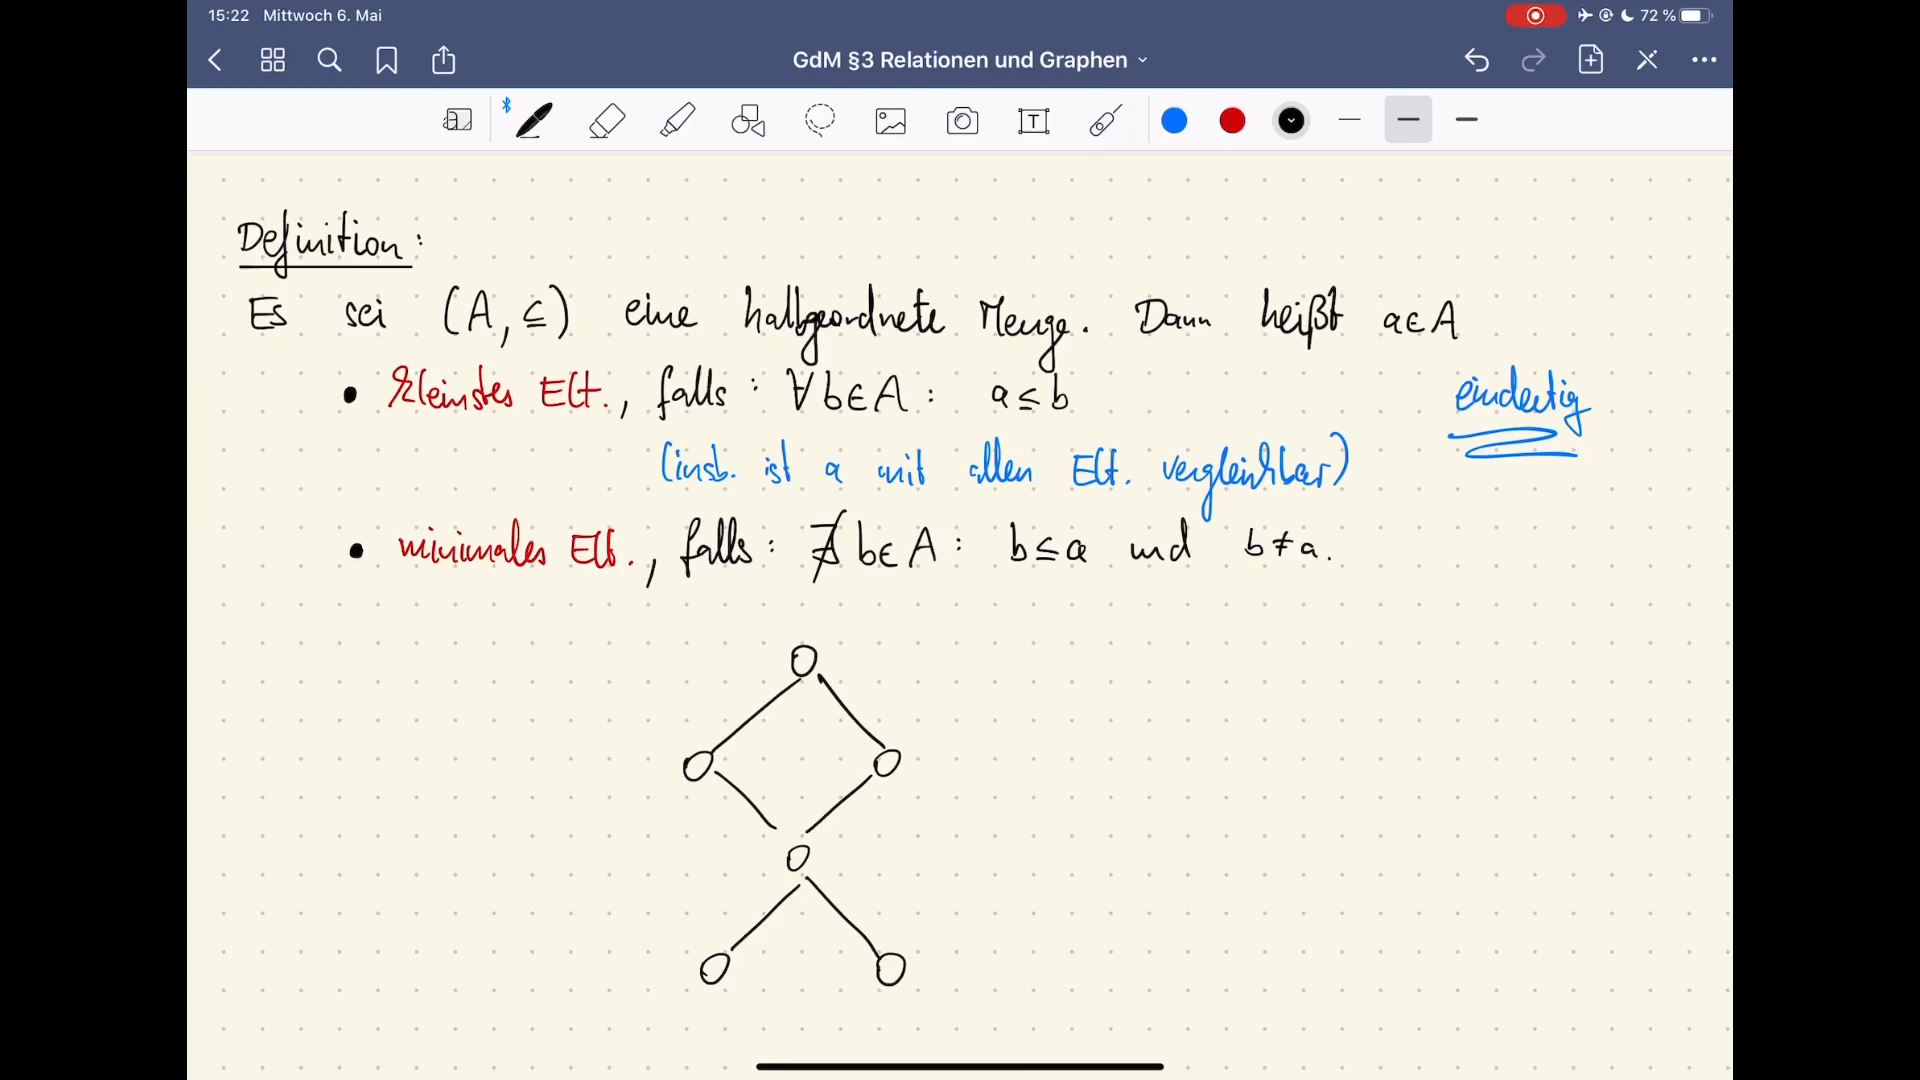 15:22 Mittwoch 6. Mai 72 %
GdM §3 Relationen und Graphen
Definition:
Es sei (A, ≤) eine halbgeordnete Menge. Dann heißt a∈A
• kleinstes Elt., falls: ∀b∈A: a≤b
eindeutig
(insb. ist a mit allen Elt. vergleichbar)
• minimales Elt., falls: ∄ b∈A: b≤a und b≠a.